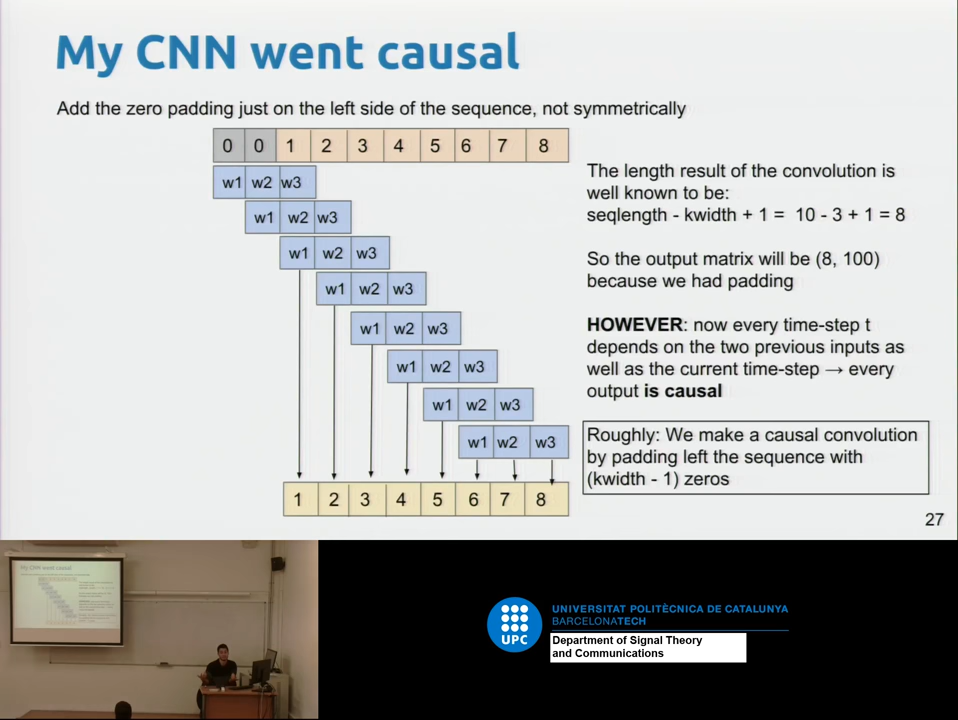 My CNN went causal
Add the zero padding just on the left side of the sequence, not symmetrically
0 0 1 2 3 4 5 6 7 8
w1 w2 w3
w1 w2 w3
w1 w2 w3
w1 w2 w3
w1 w2 w3
w1 w2 w3
w1 w2 w3
w1 w2 w3
1 2 3 4 5 6 7 8
The length result of the convolution is
well known to be:
seqlength - kwidth + 1 = 10 - 3 + 1 = 8
So the output matrix will be (8, 100)
because we had padding
HOWEVER: now every time-step t
depends on the two previous inputs as
well as the current time-step → every
output is causal
Roughly: We make a causal convolution
by padding left the sequence with
(kwidth - 1) zeros
27
My CNN went causal
UPC
UNIVERSITAT POLITÈCNICA DE CATALUNYA
BARCELONATECH
Department of Signal Theory
and Communications